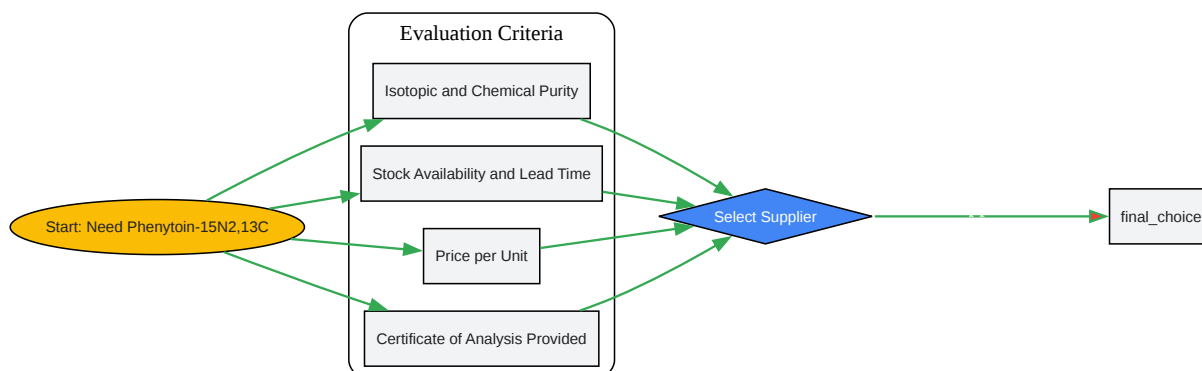 Evaluation Criteria
Isotopic and Chemical Purity
Stock Availability and Lead Time
Start: Need Phenytoin-15N2,13C
Select Supplier
final_choice
Price per Unit
Certificate of Analysis Provided